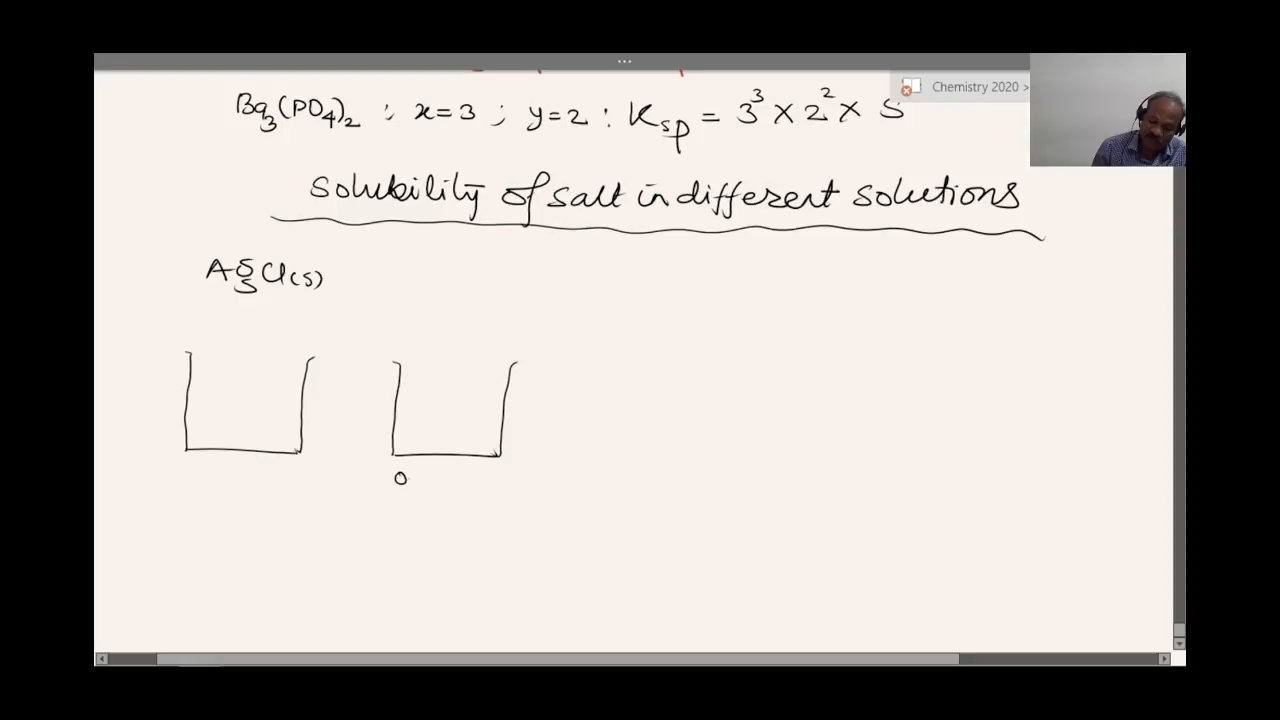 Chemistry 2020 >
Ba3(PO4)2 ; x=3 ; y=2 : Ksp = 3^3 × 2^2 × S
solubility of salt in different solutions
AgCl(s)
0